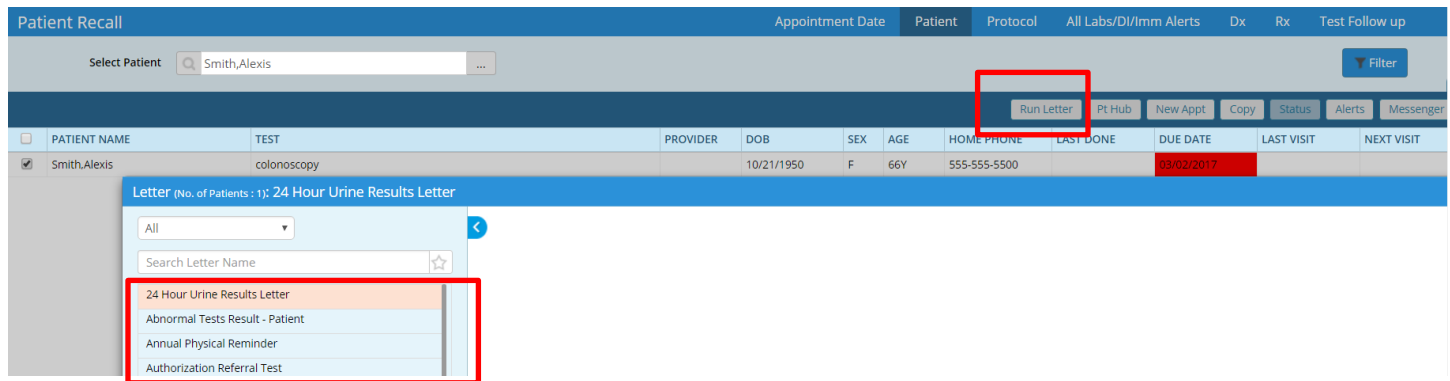 Patient Recall Appointment Date Patient Protocol All Labs/DI/Imm Alerts Dx Rx Test Follow up
Select Patient Smith,Alexis ... Filter
Run Letter Pt Hub New Appt Copy Status Alerts Messenger
PATIENT NAME TEST PROVIDER DOB SEX AGE HOME PHONE LAST DONE DUE DATE LAST VISIT NEXT VISIT
Smith,Alexis colonoscopy 10/21/1950 F 66Y 555-555-5500 03/02/2017
Letter (No. of Patients : 1): 24 Hour Urine Results Letter
All
Search Letter Name
24 Hour Urine Results Letter
Abnormal Tests Result - Patient
Annual Physical Reminder
Authorization Referral Test